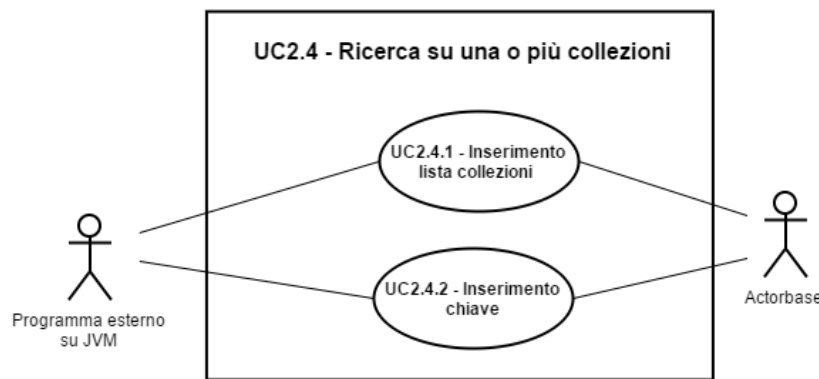 UC2.4 - Ricerca su una o più collezioni
UC2.4.1 - Inserimento
lista collezioni
UC2.4.2 - Inserimento
chiave
Programma esterno
su JVM
Actorbase